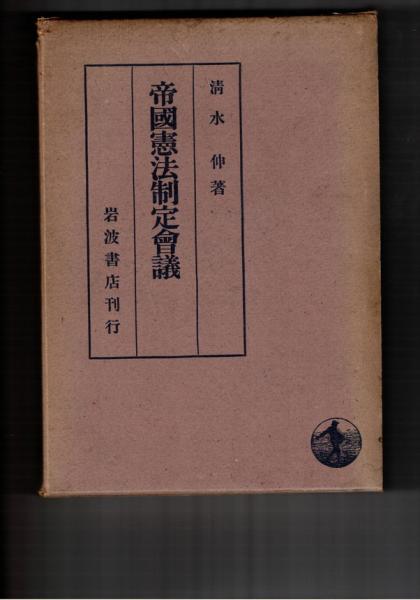 清水伸著
帝國憲法制定會議
岩波書店刊行